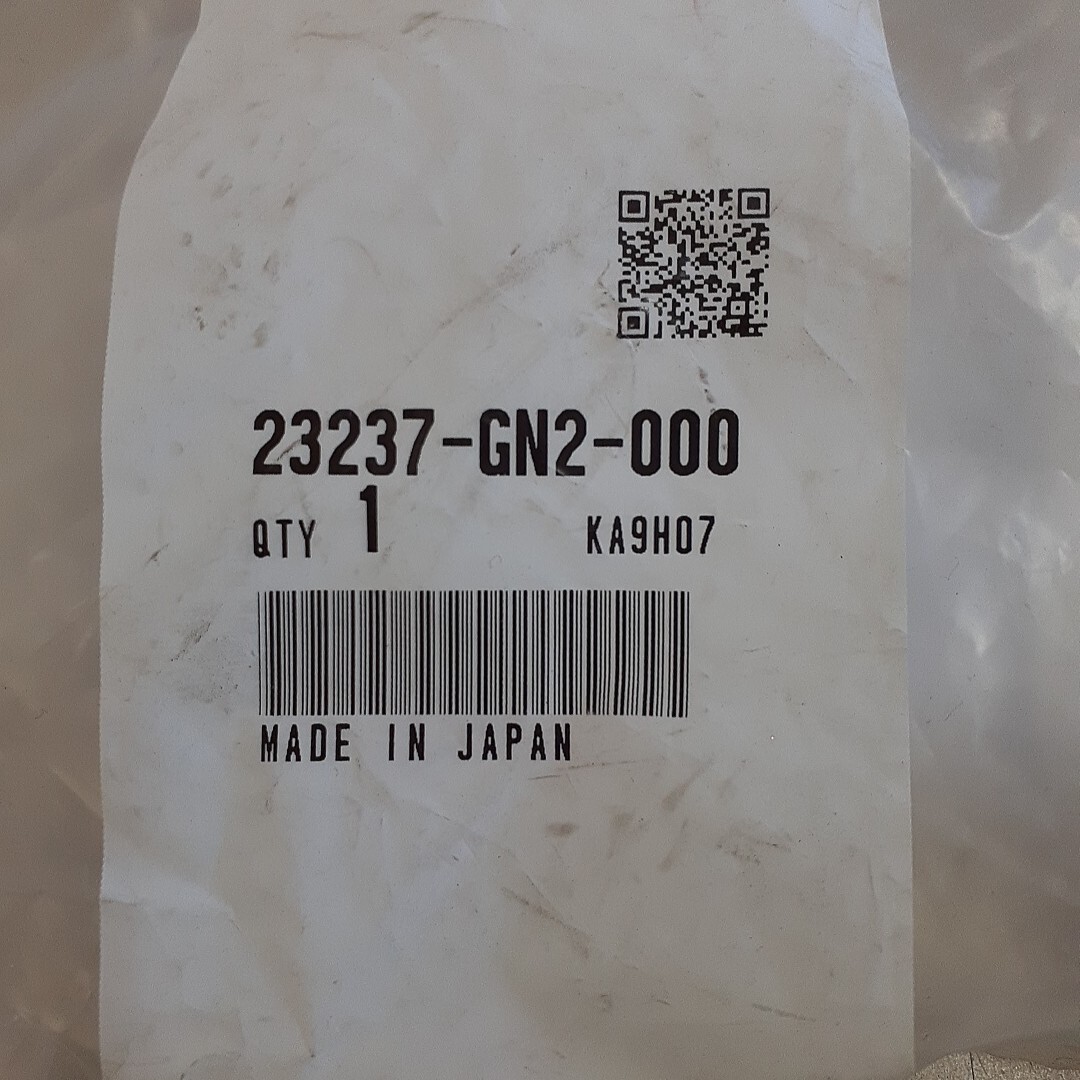 23237-GN2-000
QTY 1 KA9H07
MADE IN JAPAN